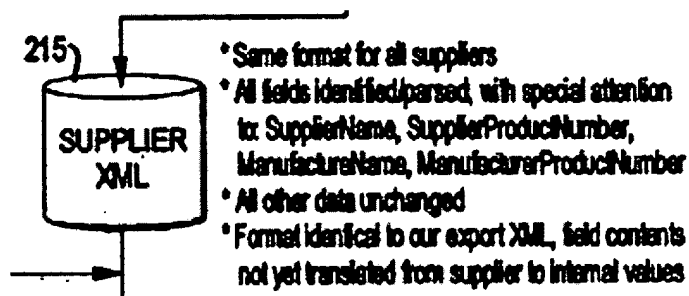 215
SUPPLIER
XML
* Same format for all suppliers
* All fields identified/parsed, with special attention
to: SupplierName, SupplierProductNumber,
ManufactureName, ManufacturerProductNumber
* All other data unchanged
* Format identical to our export XML, field contents
not yet translated from supplier to internal values